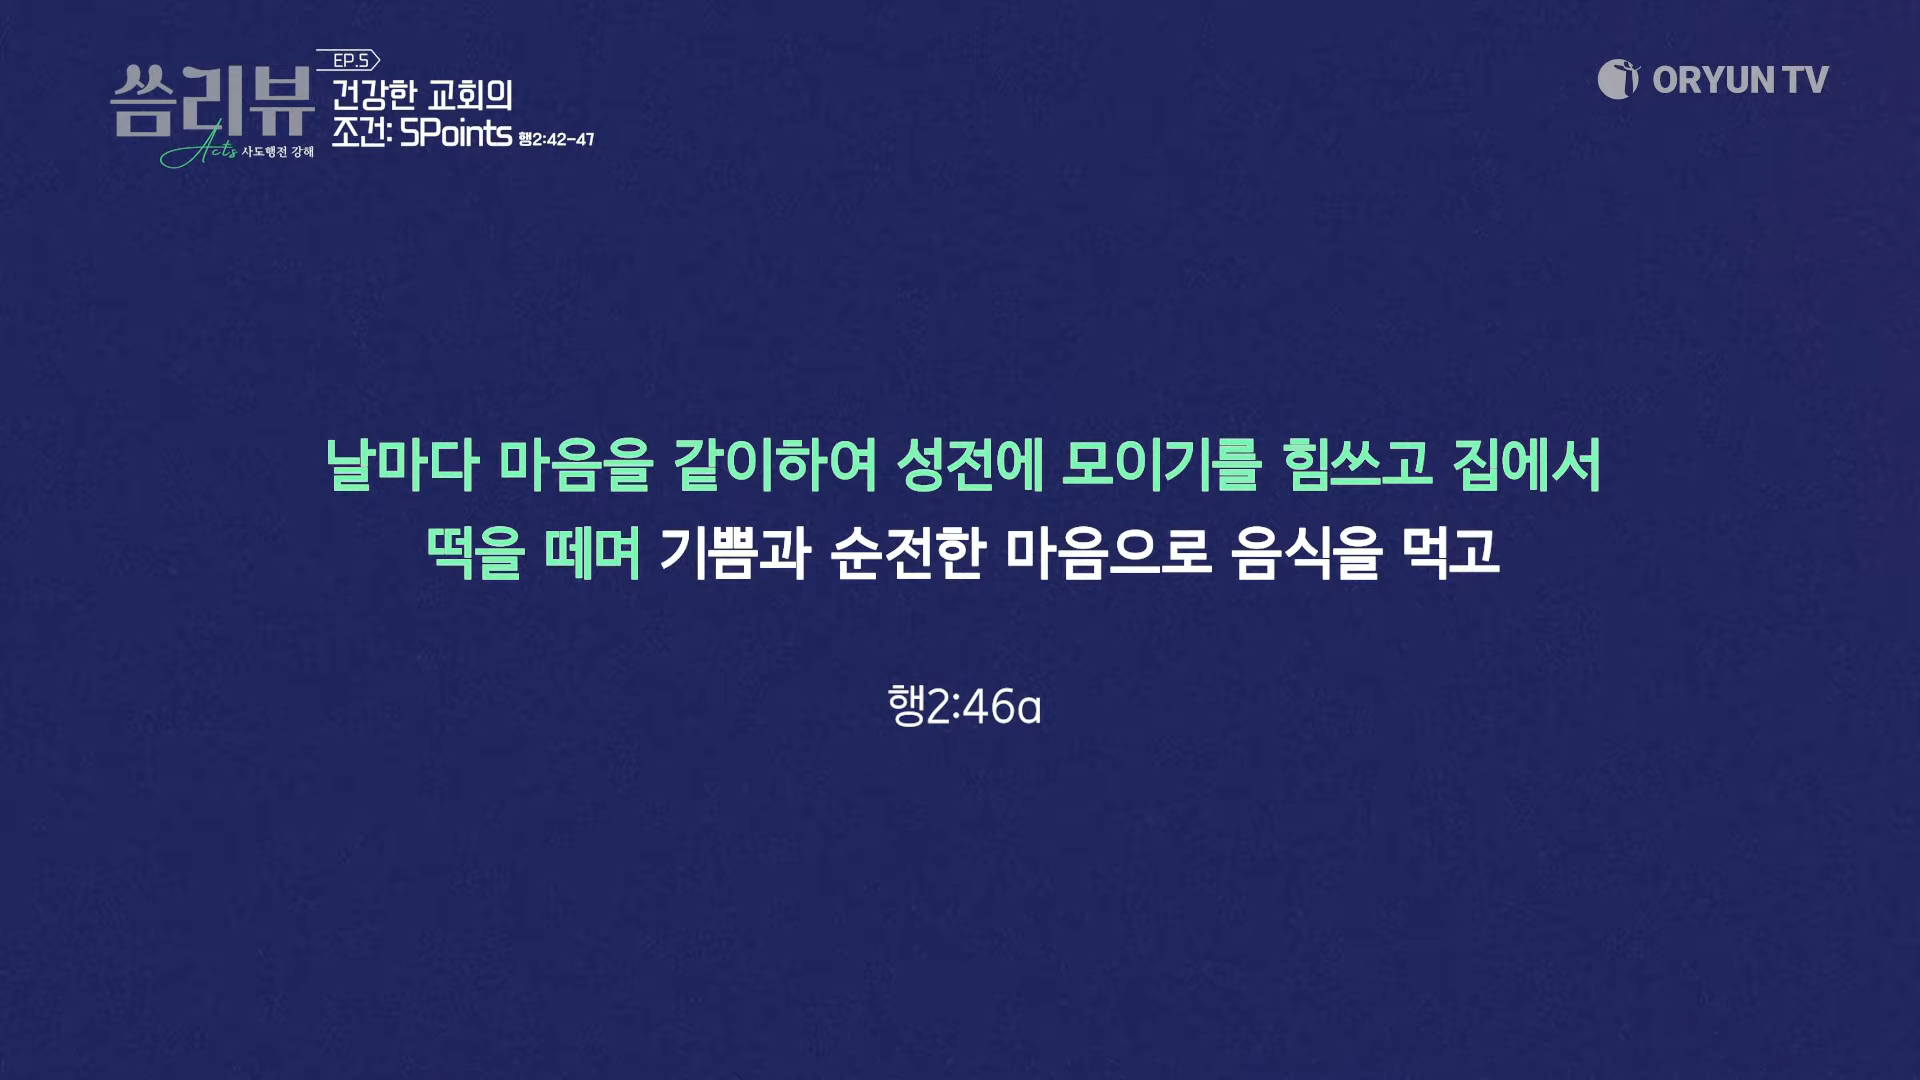 씀리뷰
Acts 사도행전 강해
EP.5
건강한 교회의
조건: 5Points 행2:42-47
ORYUN TV
날마다 마음을 같이하여 성전에 모이기를 힘쓰고 집에서
떡을 떼며 기쁨과 순전한 마음으로 음식을 먹고
행2:46a